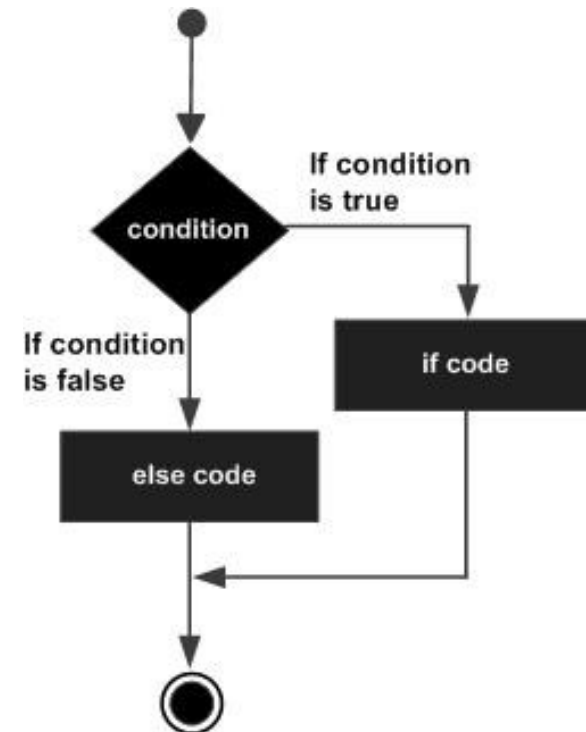 If condition
is true
condition
If condition
is false
if code
else code